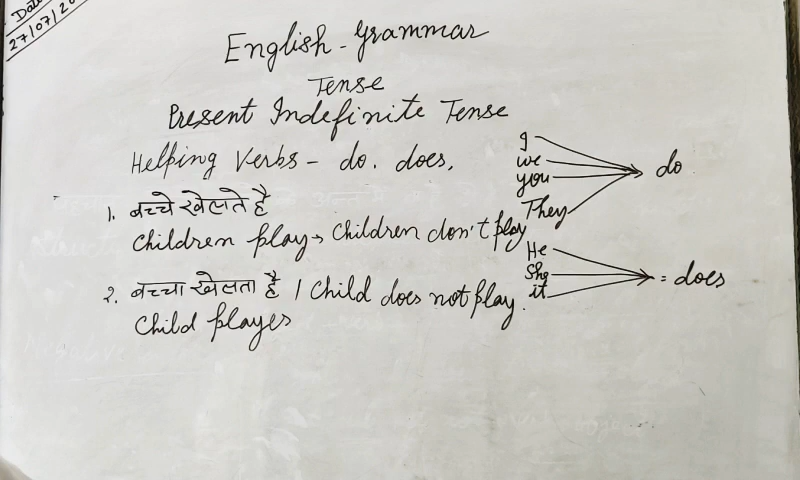 Date
27/07/20
English-Grammar
Tense
Present Indefinite Tense
Helping Verbs - do. does,
I
we
you
They
do
1. बच्चे खेलते है
Children play → Children don't play
He
She
it
= does
2. बच्चा खेलता है / Child does not play.
Child playes